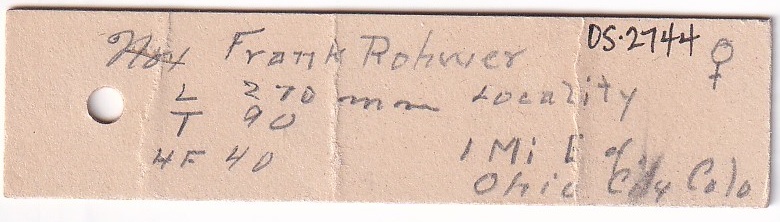 Frank Rohwer DS-2744 ♀
L 270 mm Locality
T 90
HF 40 1 Mi E of
Ohio City Colo